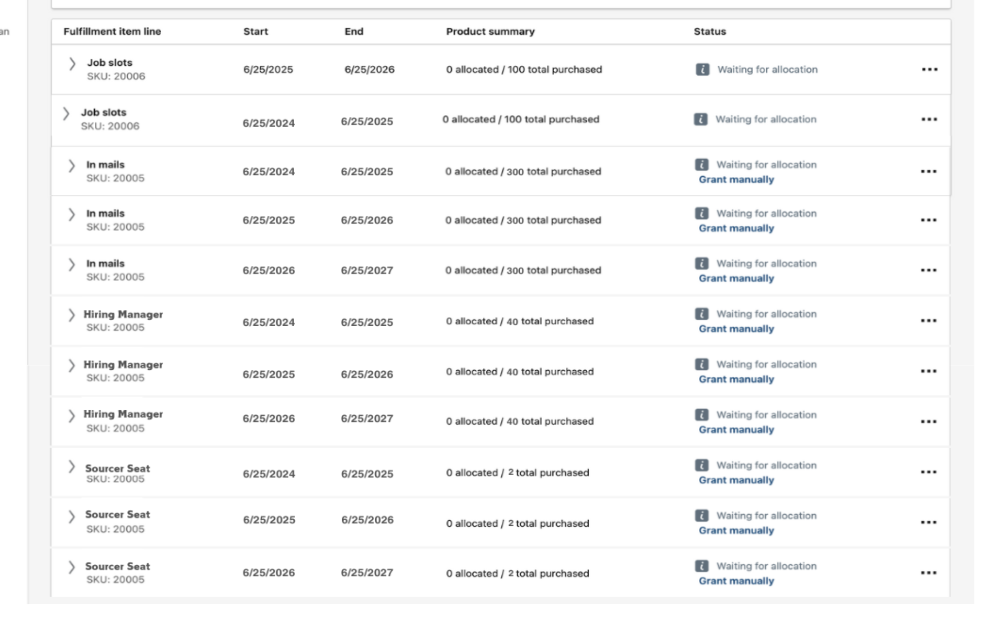 an
Fulfillment item line Start End Product summary Status
Job slots
SKU: 20006
6/25/2025 6/25/2026 0 allocated / 100 total purchased Waiting for allocation
Job slots
SKU: 20006
6/25/2024 6/25/2025 0 allocated / 100 total purchased Waiting for allocation
In mails
SKU: 20005
6/25/2024 6/25/2025 0 allocated / 300 total purchased Waiting for allocation
Grant manually
In mails
SKU: 20005
6/25/2025 6/25/2026 0 allocated / 300 total purchased Waiting for allocation
Grant manually
In mails
SKU: 20005
6/25/2026 6/25/2027 0 allocated / 300 total purchased Waiting for allocation
Grant manually
Hiring Manager
SKU: 20005
6/25/2024 6/25/2025 0 allocated / 40 total purchased Waiting for allocation
Grant manually
Hiring Manager
SKU: 20005
6/25/2025 6/25/2026 0 allocated / 40 total purchased Waiting for allocation
Grant manually
Hiring Manager
SKU: 20005
6/25/2026 6/25/2027 0 allocated / 40 total purchased Waiting for allocation
Grant manually
Sourcer Seat
SKU: 20005
6/25/2024 6/25/2025 0 allocated / 2 total purchased Waiting for allocation
Grant manually
Sourcer Seat
SKU: 20005
6/25/2025 6/25/2026 0 allocated / 2 total purchased Waiting for allocation
Grant manually
Sourcer Seat
SKU: 20005
6/25/2026 6/25/2027 0 allocated / 2 total purchased Waiting for allocation
Grant manually